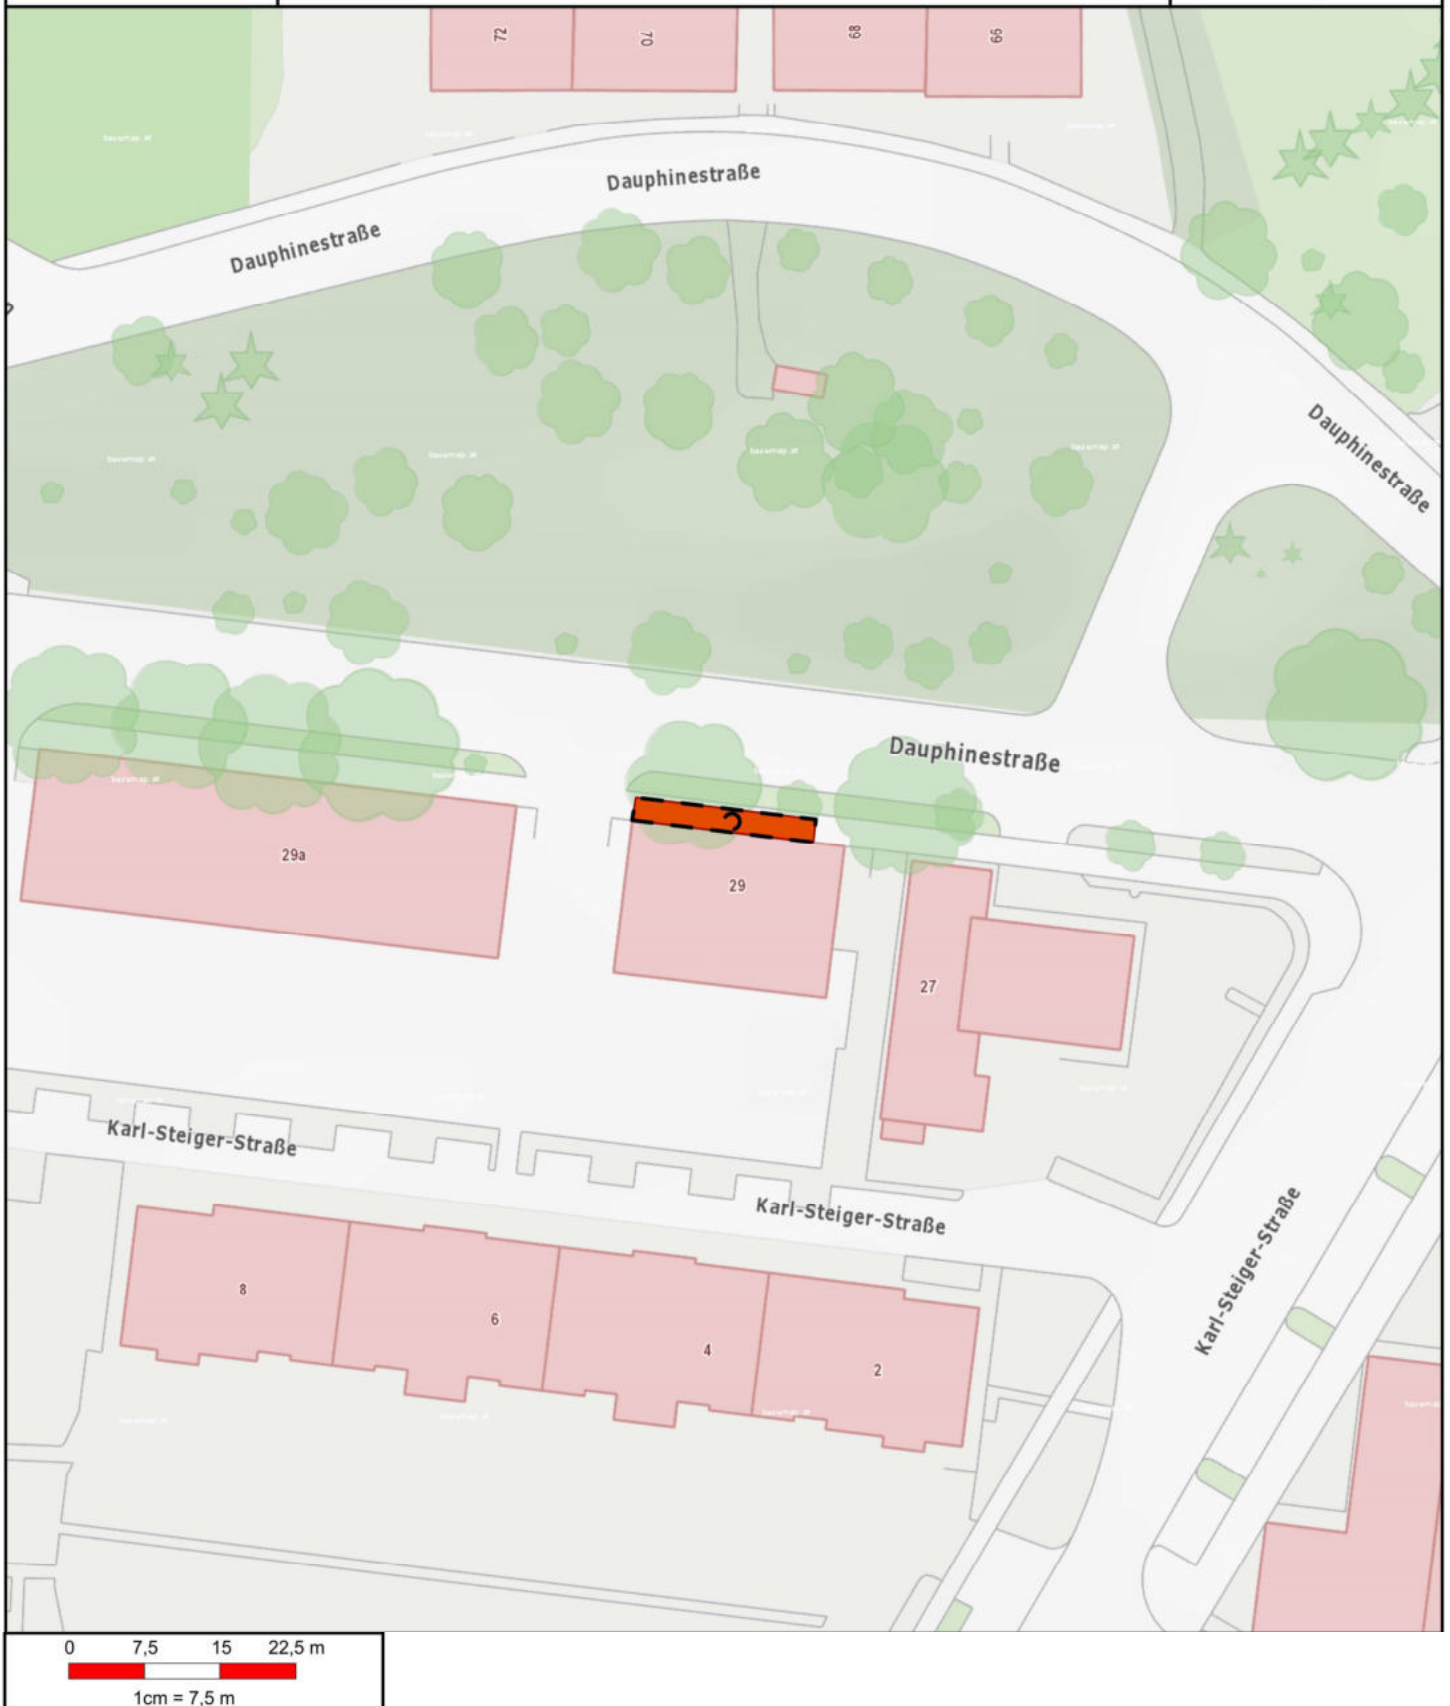 72
70
68
66
Dauphinestraße
Dauphinestraße
Dauphinestraße
Dauphinestraße
29a
29
27
Karl-Steiger-Straße
Karl-Steiger-Straße
Karl-Steiger-Straße
8
6
4
2
0 7,5 15 22,5 m
1cm = 7,5 m